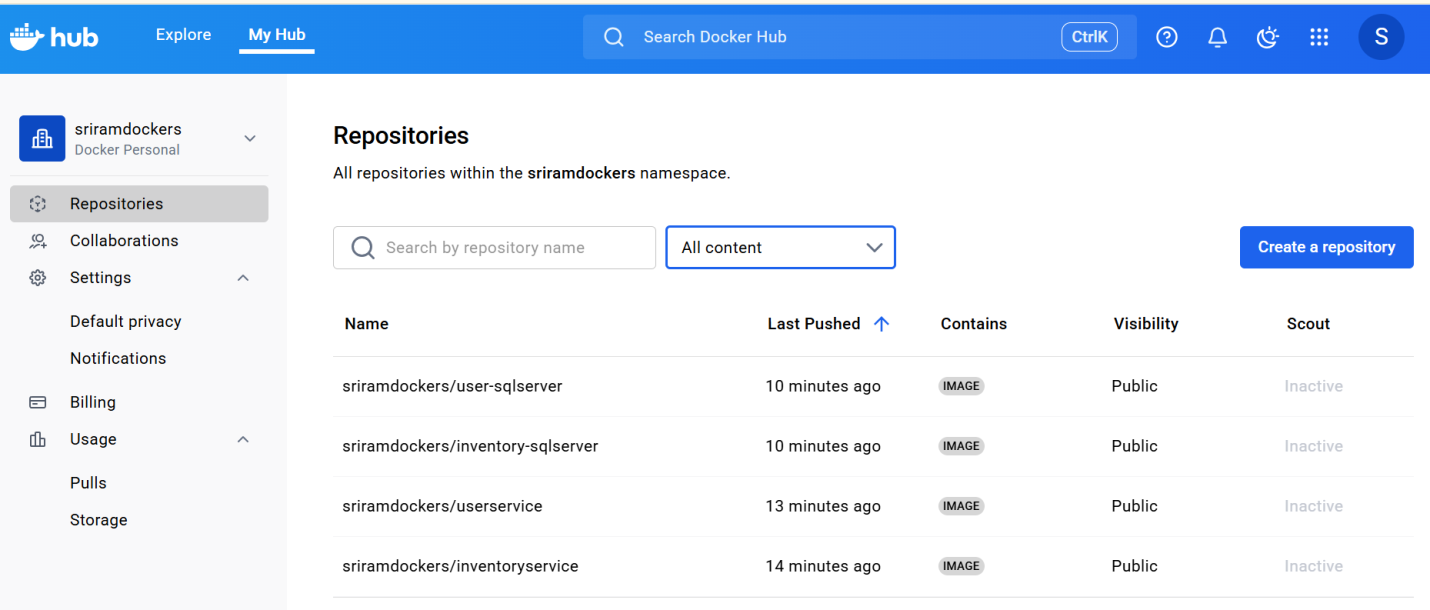 hub Explore My Hub Search Docker Hub CtrlK S
sriramdockers
Docker Personal
Repositories
Collaborations
Settings
Default privacy
Notifications
Billing
Usage
Pulls
Storage
Repositories
All repositories within the sriramdockers namespace.
Search by repository name All content Create a repository
Name Last Pushed Contains Visibility Scout
sriramdockers/user-sqlserver 10 minutes ago IMAGE Public Inactive
sriramdockers/inventory-sqlserver 10 minutes ago IMAGE Public Inactive
sriramdockers/userservice 13 minutes ago IMAGE Public Inactive
sriramdockers/inventoryservice 14 minutes ago IMAGE Public Inactive